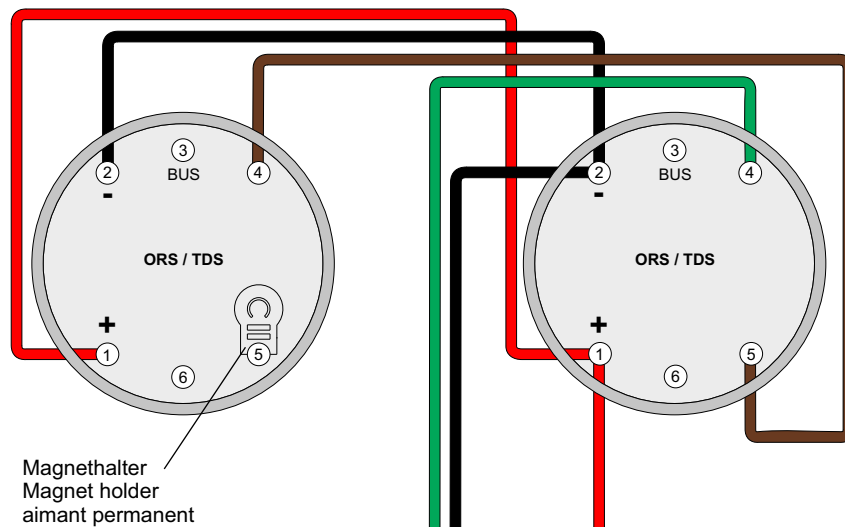 3
BUS
2
-
4
ORS / TDS
+
1
5
6
3
BUS
2
-
4
ORS / TDS
+
1
5
6
Magnethalter
Magnet holder
aimant permanent